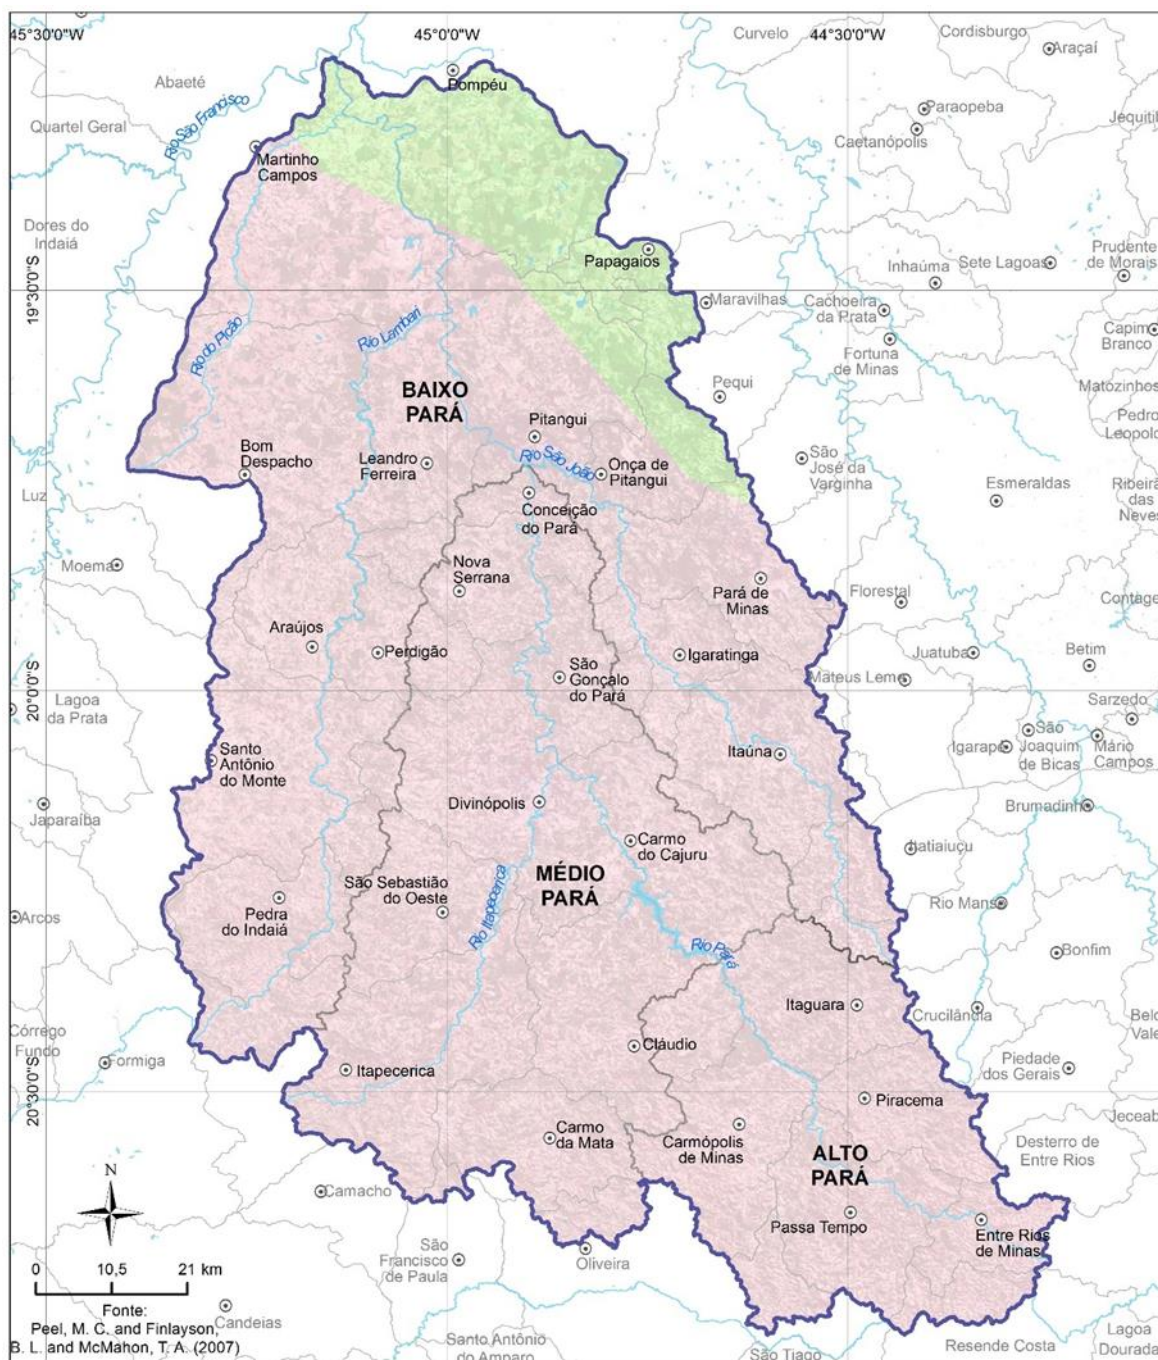 45°30'0"W
45°0'0"W
44°30'0"W
Curvelo
Cordisburgo
Araçaí
Abaeté
Pompéu
Rio São Francisco
Quartel Geral
Paraopeba
Caetanópolis
Martinho
Campos
Dores do
Indaiá
Papagaios
Inhaúma
Sete Lagoas
Prudente
de Morais
19°30'0"S
Maravilhas
Cachoeira
da Prata
Rio do Picão
Rio Lambari
Fortuna
de Minas
Capim
Branco
BAIXO
PARÁ
Pequi
Matozinhos
Pedro
Leopol
Pitangui
Bom
Despacho
Leandro
Ferreira
Rio São João
Onça de
Pitangui
São
José da
Varginha
Luz
Conceição
do Pará
Esmeraldas
Ribeirã
das
Neves
Moema
Nova
Serrana
Pará de
Minas
Florestal
Contage
Araújos
Perdigão
Igaratinga
Juatuba
Betim
São
Gonçalo
do Pará
Mateus Leme
20°0'0"S
Lagoa
da Prata
Sarzedo
Santo
Antônio
do Monte
Itaúna
Igarapé
São
Joaquim
de Bicas
Mário
Campos
Japaraíba
Divinópolis
Brumadinho
Carmo
do Cajuru
Itatiaiuçu
MÉDIO
PARÁ
São Sebastião
do Oeste
Rio Itapecerica
Arcos
Pedra
do Indaiá
Rio Manso
Rio Pará
Bonfim
Itaguara
Crucilândia
Belo
Vale
Córrego
Fundo
Formiga
Cláudio
Piedade
dos Gerais
Itapecerica
20°30'0"S
Piracema
Jeceab
Carmo
da Mata
Carmópolis
de Minas
ALTO
PARÁ
Desterro de
Entre Rios
N
Camacho
Passa Tempo
Entre Rios
de Minas
São
Francisco
de Paula
Oliveira
0 10,5 21 km
Fonte:
Peel, M. C. and Finlayson,
B. L. and McMahon, T. A. (2007)
Candeias
Santo Antônio
do Amparo
São Tiago
Resende Costa
Lagoa
Dourada